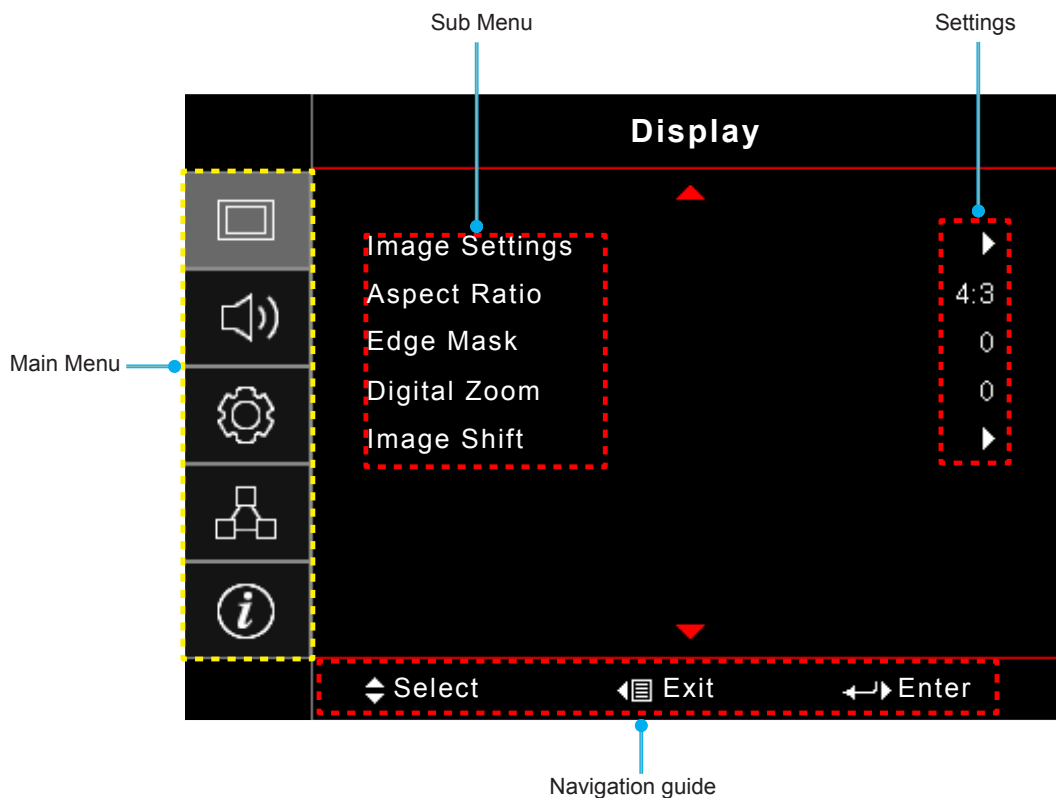 Sub Menu
Settings
Display
Image Settings
Aspect Ratio 4:3
Edge Mask 0
Digital Zoom 0
Image Shift
Main Menu
i
Select Exit Enter
Navigation guide